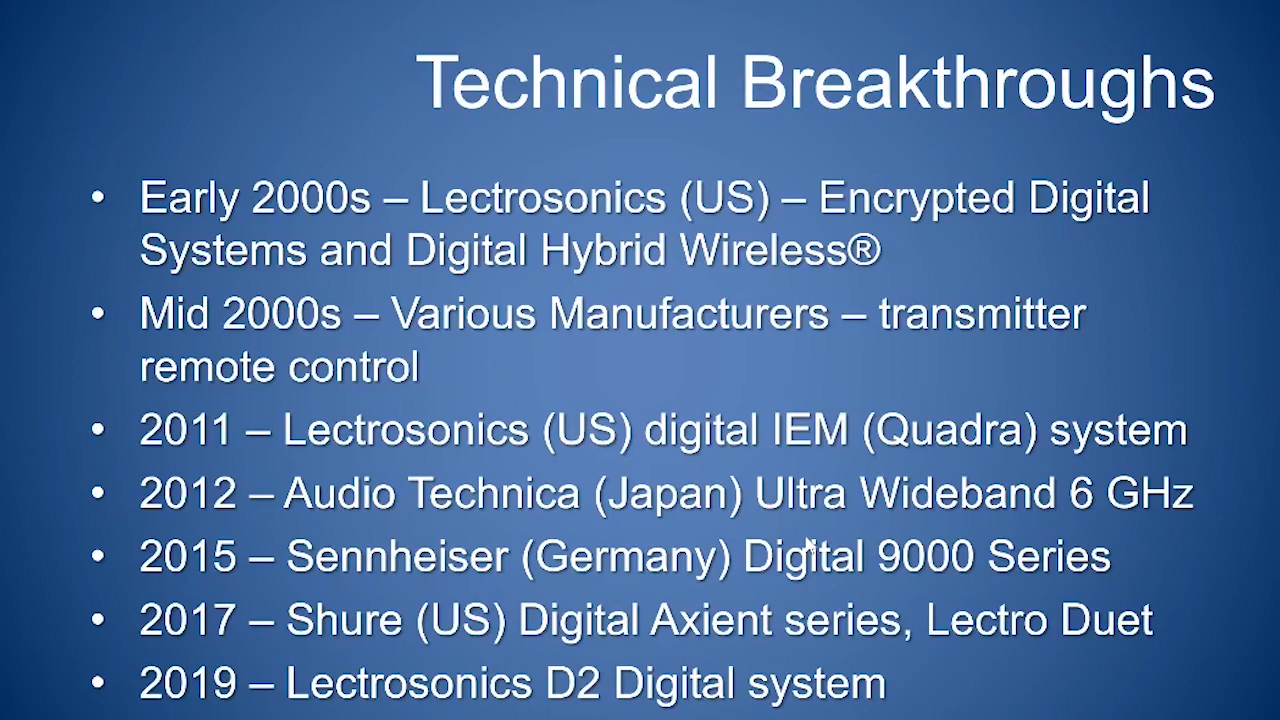 Technical Breakthroughs
• Early 2000s – Lectrosonics (US) – Encrypted Digital
Systems and Digital Hybrid Wireless®
• Mid 2000s – Various Manufacturers – transmitter
remote control
• 2011 – Lectrosonics (US) digital IEM (Quadra) system
• 2012 – Audio Technica (Japan) Ultra Wideband 6 GHz
• 2015 – Sennheiser (Germany) Digital 9000 Series
• 2017 – Shure (US) Digital Axient series, Lectro Duet
• 2019 – Lectrosonics D2 Digital system